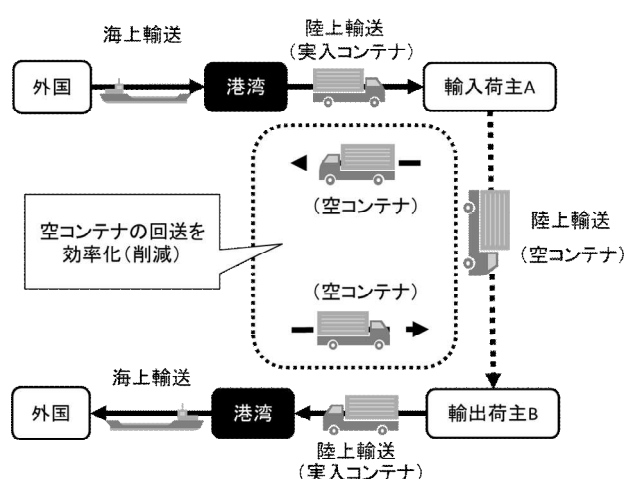 海上輸送
陸上輸送
（実入コンテナ）
外国
港湾
輸入荷主A
（空コンテナ）
空コンテナの回送を
効率化（削減）
陸上輸送
（空コンテナ）
（空コンテナ）
海上輸送
外国
港湾
輸出荷主B
陸上輸送
（実入コンテナ）